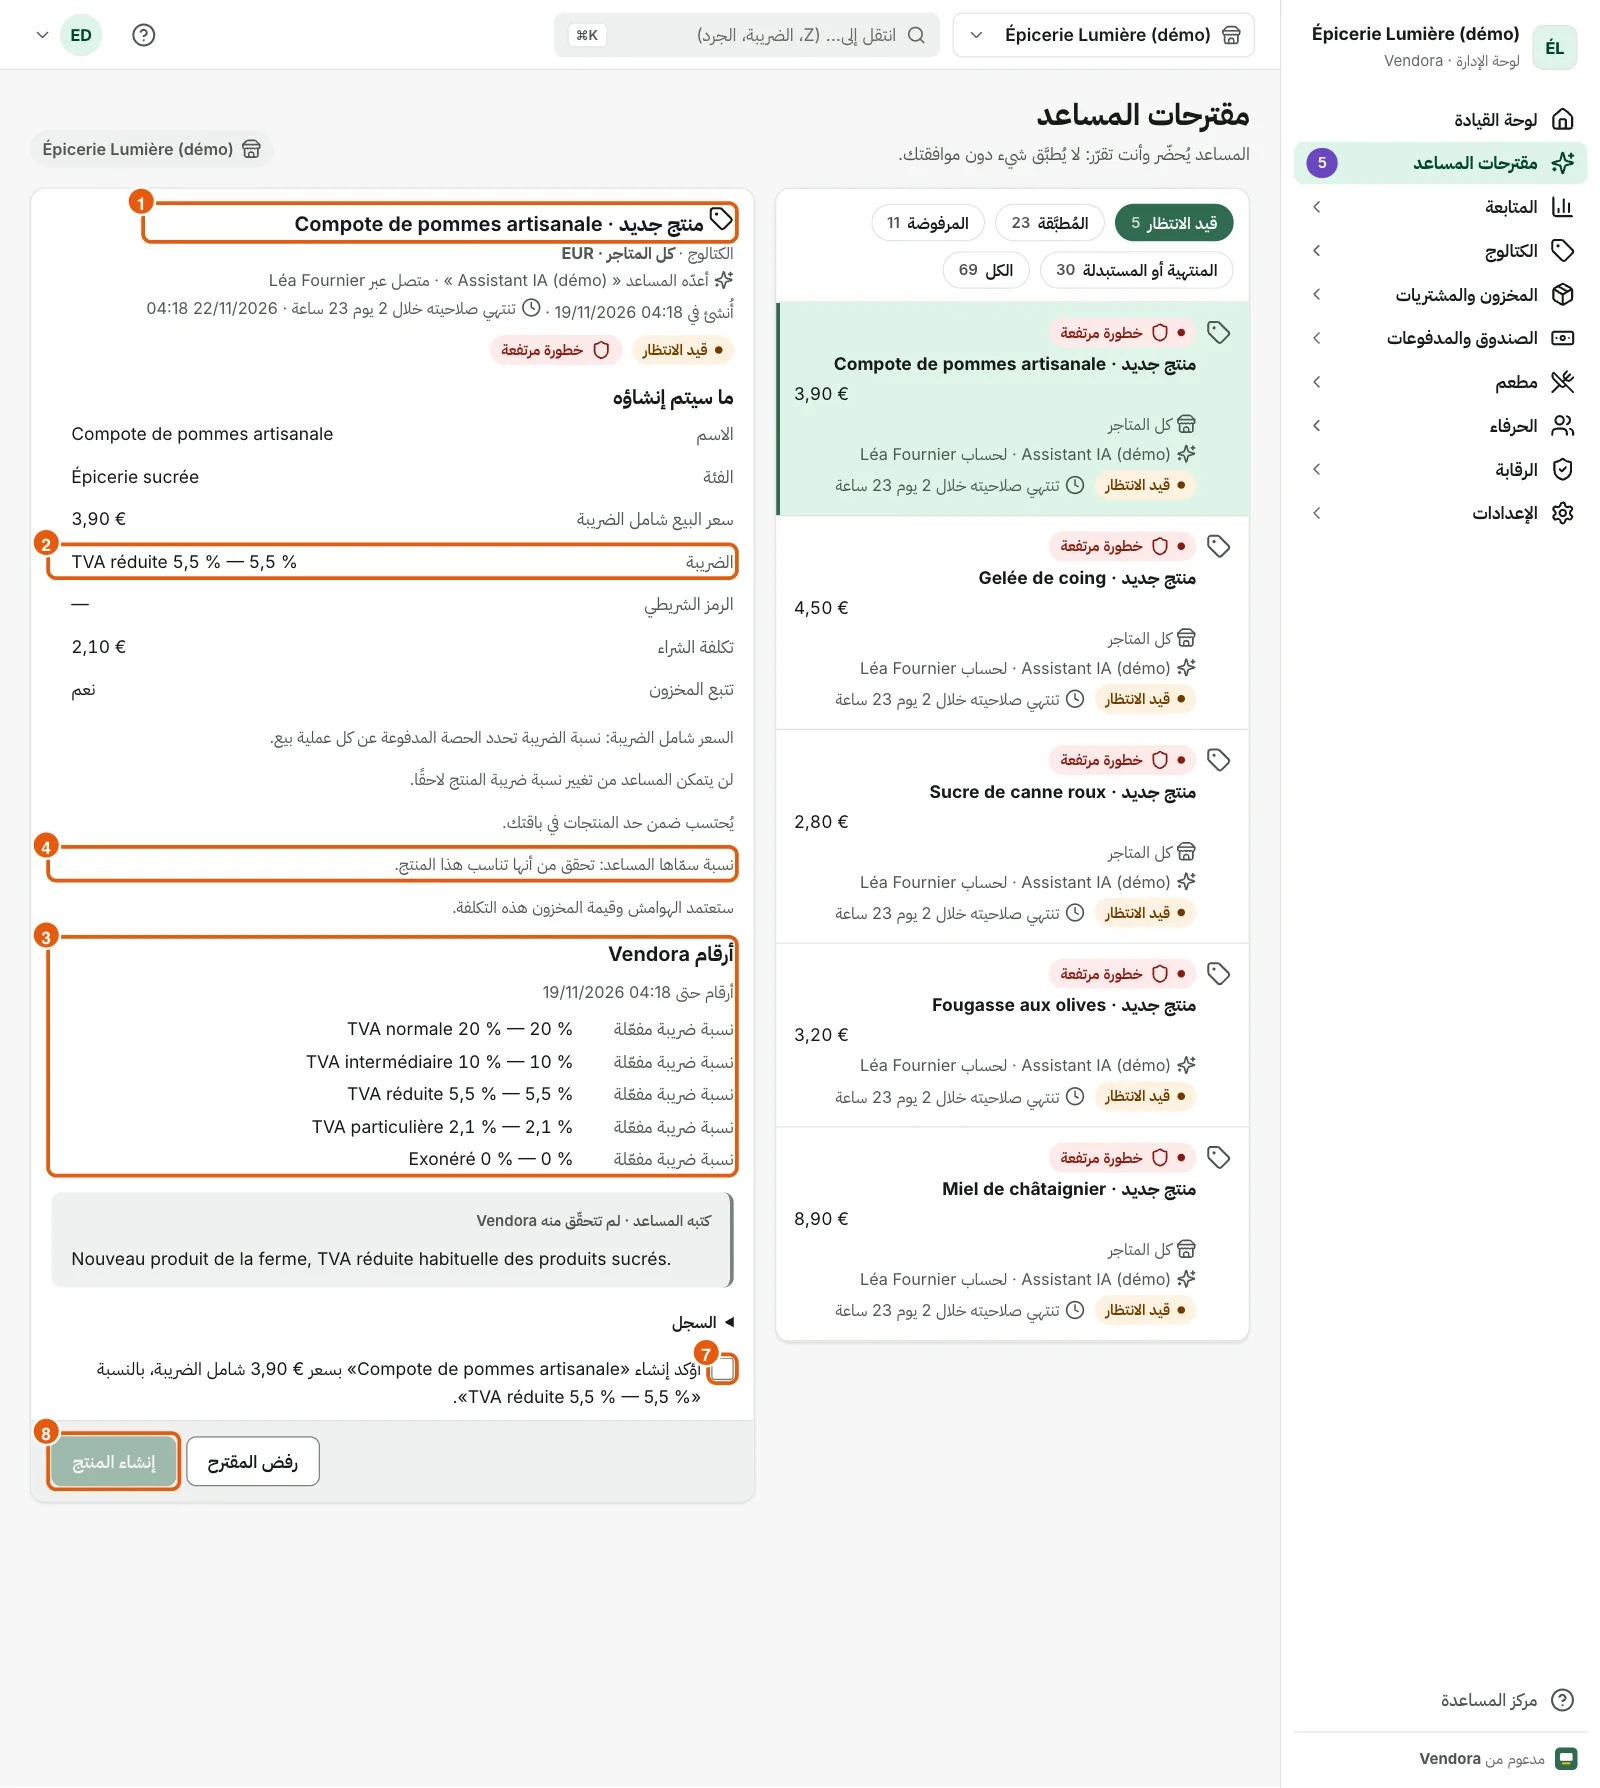 Épicerie Lumière (démo)
لوحة الإدارة · Vendora
ÉL
لوحة القيادة
مقترحات المساعد
5
المتابعة
الكتالوج
المخزون والمشتريات
الصندوق والمدفوعات
مطعم
الحرفاء
الرقابة
الإعدادات
مركز المساعدة
مدعوم من Vendora
Épicerie Lumière (démo)
انتقل إلى... (Z، الضريبة، الجرد)
⌘K
ED
مقترحات المساعد
المساعد يُحضّر وأنت تقرّر: لا يُطبَّق شيء دون موافقتك.
Épicerie Lumière (démo)
قيد الانتظار 5
المُطبَّقة 23
المرفوضة 11
المنتهية أو المستبدلة 30
الكل 69
خطورة مرتفعة
منتج جديد · Compote de pommes artisanale
3,90 €
كل المتاجر
Assistant IA (démo) · لحساب Léa Fournier
قيد الانتظار
تنتهي صلاحيته خلال 2 يوم 23 ساعة
خطورة مرتفعة
منتج جديد · Gelée de coing
4,50 €
كل المتاجر
Assistant IA (démo) · لحساب Léa Fournier
قيد الانتظار
تنتهي صلاحيته خلال 2 يوم 23 ساعة
خطورة مرتفعة
منتج جديد · Sucre de canne roux
2,80 €
كل المتاجر
Assistant IA (démo) · لحساب Léa Fournier
قيد الانتظار
تنتهي صلاحيته خلال 2 يوم 23 ساعة
خطورة مرتفعة
منتج جديد · Fougasse aux olives
3,20 €
Assistant IA (démo) · لحساب Léa Fournier
قيد الانتظار
تنتهي صلاحيته خلال 2 يوم 23 ساعة
خطورة مرتفعة
منتج جديد · Miel de châtaignier
8,90 €
كل المتاجر
Assistant IA (démo) · لحساب Léa Fournier
قيد الانتظار
تنتهي صلاحيته خلال 2 يوم 23 ساعة
1
منتج جديد · Compote de pommes artisanale
الكتالوج · كل المتاجر · EUR
أعدّه المساعد « Assistant IA (démo) » · متصل عبر Léa Fournier
أُنشئ في 19/11/2026 04:18 · تنتهي صلاحيته خلال 2 يوم 23 ساعة · 22/11/2026 04:18
قيد الانتظار
خطورة مرتفعة
ما سيتم إنشاؤه
الاسم Compote de pommes artisanale
الفئة Épicerie sucrée
سعر البيع شامل الضريبة 3,90 €
2
الضريبة TVA réduite 5,5 % — 5,5 %
الرمز الشريطي —
تكلفة الشراء 2,10 €
تتبع المخزون نعم
السعر شامل الضريبة: نسبة الضريبة تحدد الحصة المدفوعة عن كل عملية بيع.
لن يتمكن المساعد من تغيير نسبة ضريبة المنتج لاحقًا.
يُحتسب ضمن حد المنتجات في باقتك.
4
نسبة سمّاها المساعد: تحقق من أنها تناسب هذا المنتج.
ستعتمد الهوامش وقيمة المخزون هذه التكلفة.
3
أرقام Vendora
أرقام حتى 19/11/2026 04:18
نسبة ضريبة مفعّلة TVA normale 20 % — 20 %
نسبة ضريبة مفعّلة TVA intermédiaire 10 % — 10 %
نسبة ضريبة مفعّلة TVA réduite 5,5 % — 5,5 %
نسبة ضريبة مفعّلة TVA particulière 2,1 % — 2,1 %
نسبة ضريبة مفعّلة Exonéré 0 % — 0 %
كتبه المساعد · لم تتحقّق منه Vendora
Nouveau produit de la ferme, TVA réduite habituelle des produits sucrés.
السجل
7
أؤكد إنشاء «Compote de pommes artisanale» بسعر 3,90 € شامل الضريبة، بالنسبة
«TVA réduite 5,5 % — 5,5 %».
8
إنشاء المنتج
رفض المقترح